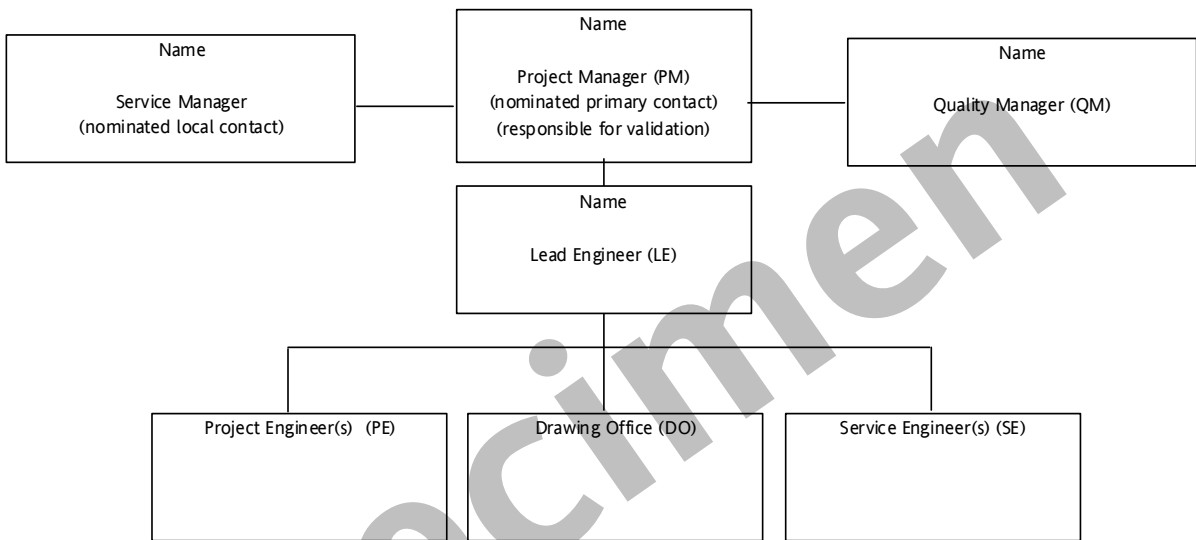 Name
Service Manager
(nominated local contact)
Name
Project Manager (PM)
(nominated primary contact)
(responsible for validation)
Name
Quality Manager (QM)
Name
Lead Engineer (LE)
Project Engineer(s) (PE)
Drawing Office (DO)
Service Engineer(s) (SE)
ecimen